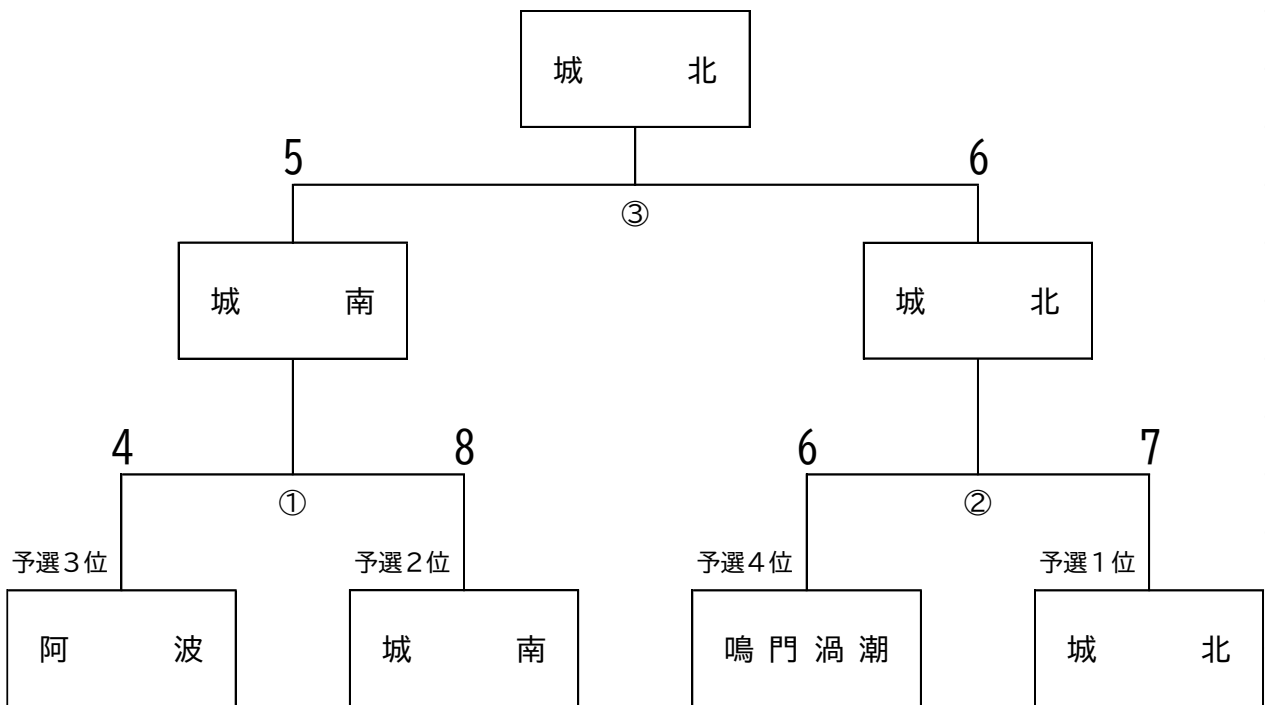 城 北
5 6
③
城 南 城 北
4 8 6 7
① ②
予選3位 予選2位 予選4位 予選1位
阿 波 城 南 鳴門渦潮 城 北